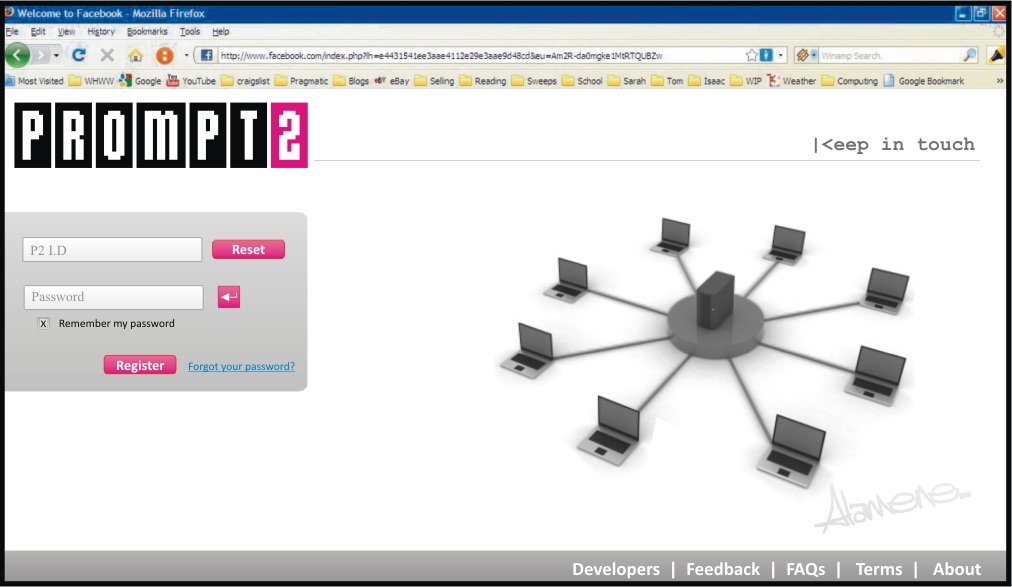 Welcome to Facebook - Mozilla Firefox
File Edit View History Bookmarks Tools Help
http://www.facebook.com/index.php?lh=e4431541ee3aae4112e29e3aae9d48cd&eu=Am2R-da0mgke1MtRTQUBZw Winamp Search
Most Visited WHWW Google YouTube craigslist Pragmatic Blogs eBay Selling Reading Sweeps School Sarah Tom Isaac WIP Weather Computing Google Bookmark »
PROMPT2
|<eep in touch
P2 I.D Reset
Password
x Remember my password
Register Forgot your password?
Alamene...
Developers | Feedback | FAQs | Terms | About